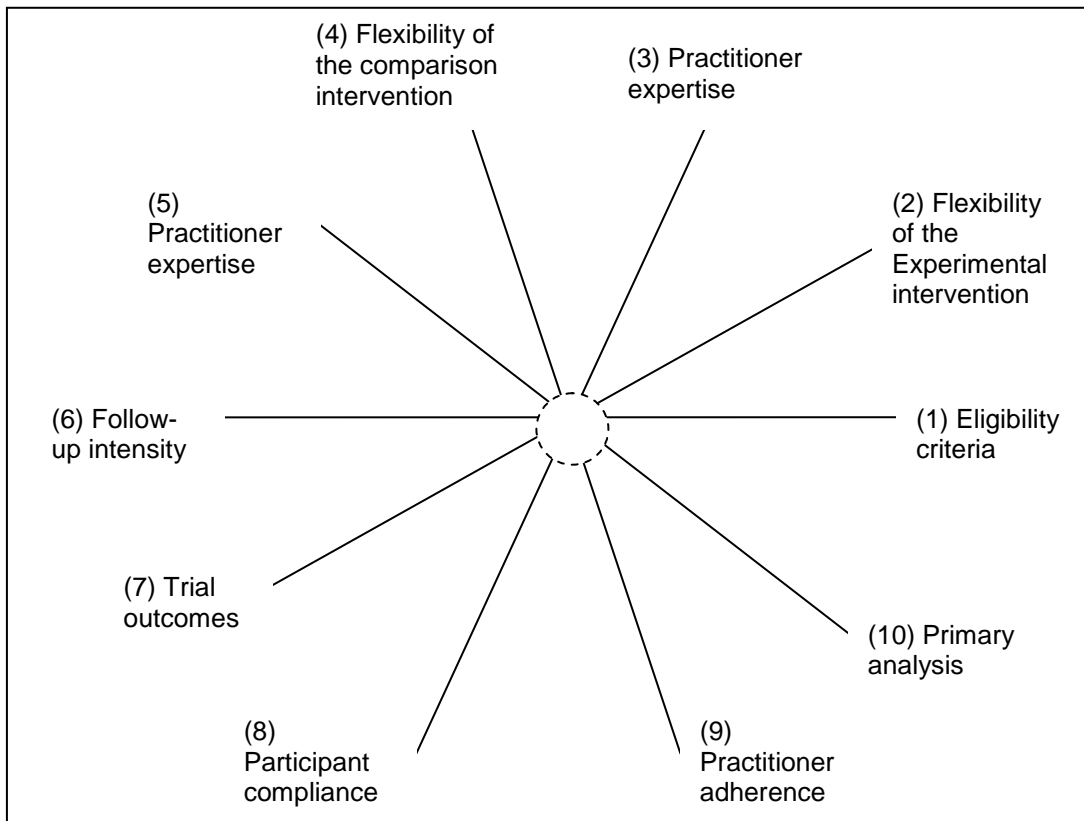 (4) Flexibility of
the comparison
intervention
(3) Practitioner
expertise
(5)
Practitioner
expertise
(2) Flexibility
of the
Experimental
intervention
(6) Follow-
up intensity
(1) Eligibility
criteria
(7) Trial
outcomes
(10) Primary
analysis
(8)
Participant
compliance
(9)
Practitioner
adherence